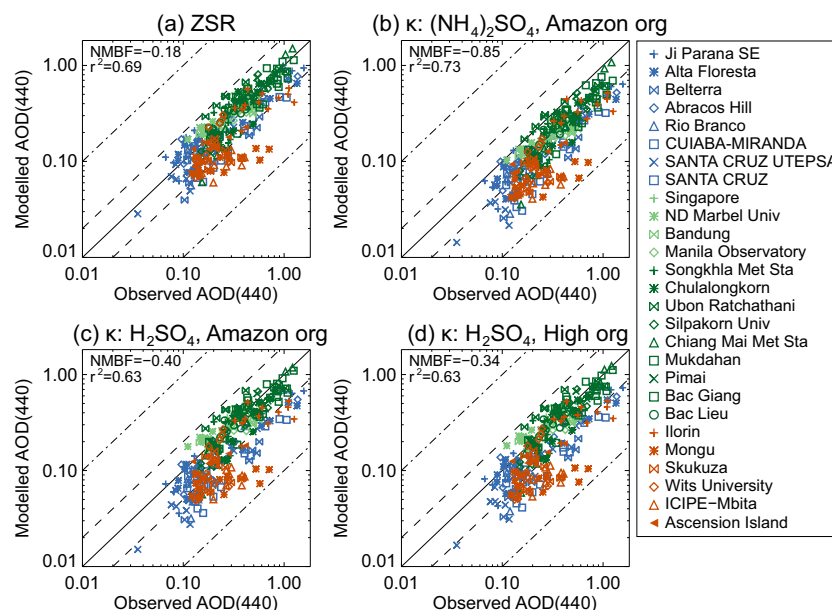 (a) ZSR
NMBF=−0.18
r²=0.69
1.00
0.10
0.01
Modelled AOD(440)
0.01 0.10 1.00
Observed AOD(440)
(b) κ: (NH₄)₂SO₄, Amazon org
NMBF=−0.85
r²=0.73
1.00
0.10
0.01
Modelled AOD(440)
0.01 0.10 1.00
Observed AOD(440)
(c) κ: H₂SO₄, Amazon org
NMBF=−0.40
r²=0.63
1.00
0.10
0.01
Modelled AOD(440)
0.01 0.10 1.00
Observed AOD(440)
(d) κ: H₂SO₄, High org
NMBF=−0.34
r²=0.63
1.00
0.10
0.01
Modelled AOD(440)
0.01 0.10 1.00
Observed AOD(440)
Ji Parana SE
Alta Floresta
Belterra
Abracos Hill
Rio Branco
CUIABA−MIRANDA
SANTA CRUZ UTEPSA
SANTA CRUZ
Singapore
ND Marbel Univ
Bandung
Manila Observatory
Songkhla Met Sta
Chulalongkorn
Ubon Ratchathani
Silpakorn Univ
Chiang Mai Met Sta
Mukdahan
Pimai
Bac Giang
Bac Lieu
Ilorin
Mongu
Skukuza
Wits University
ICIPE−Mbita
Ascension Island